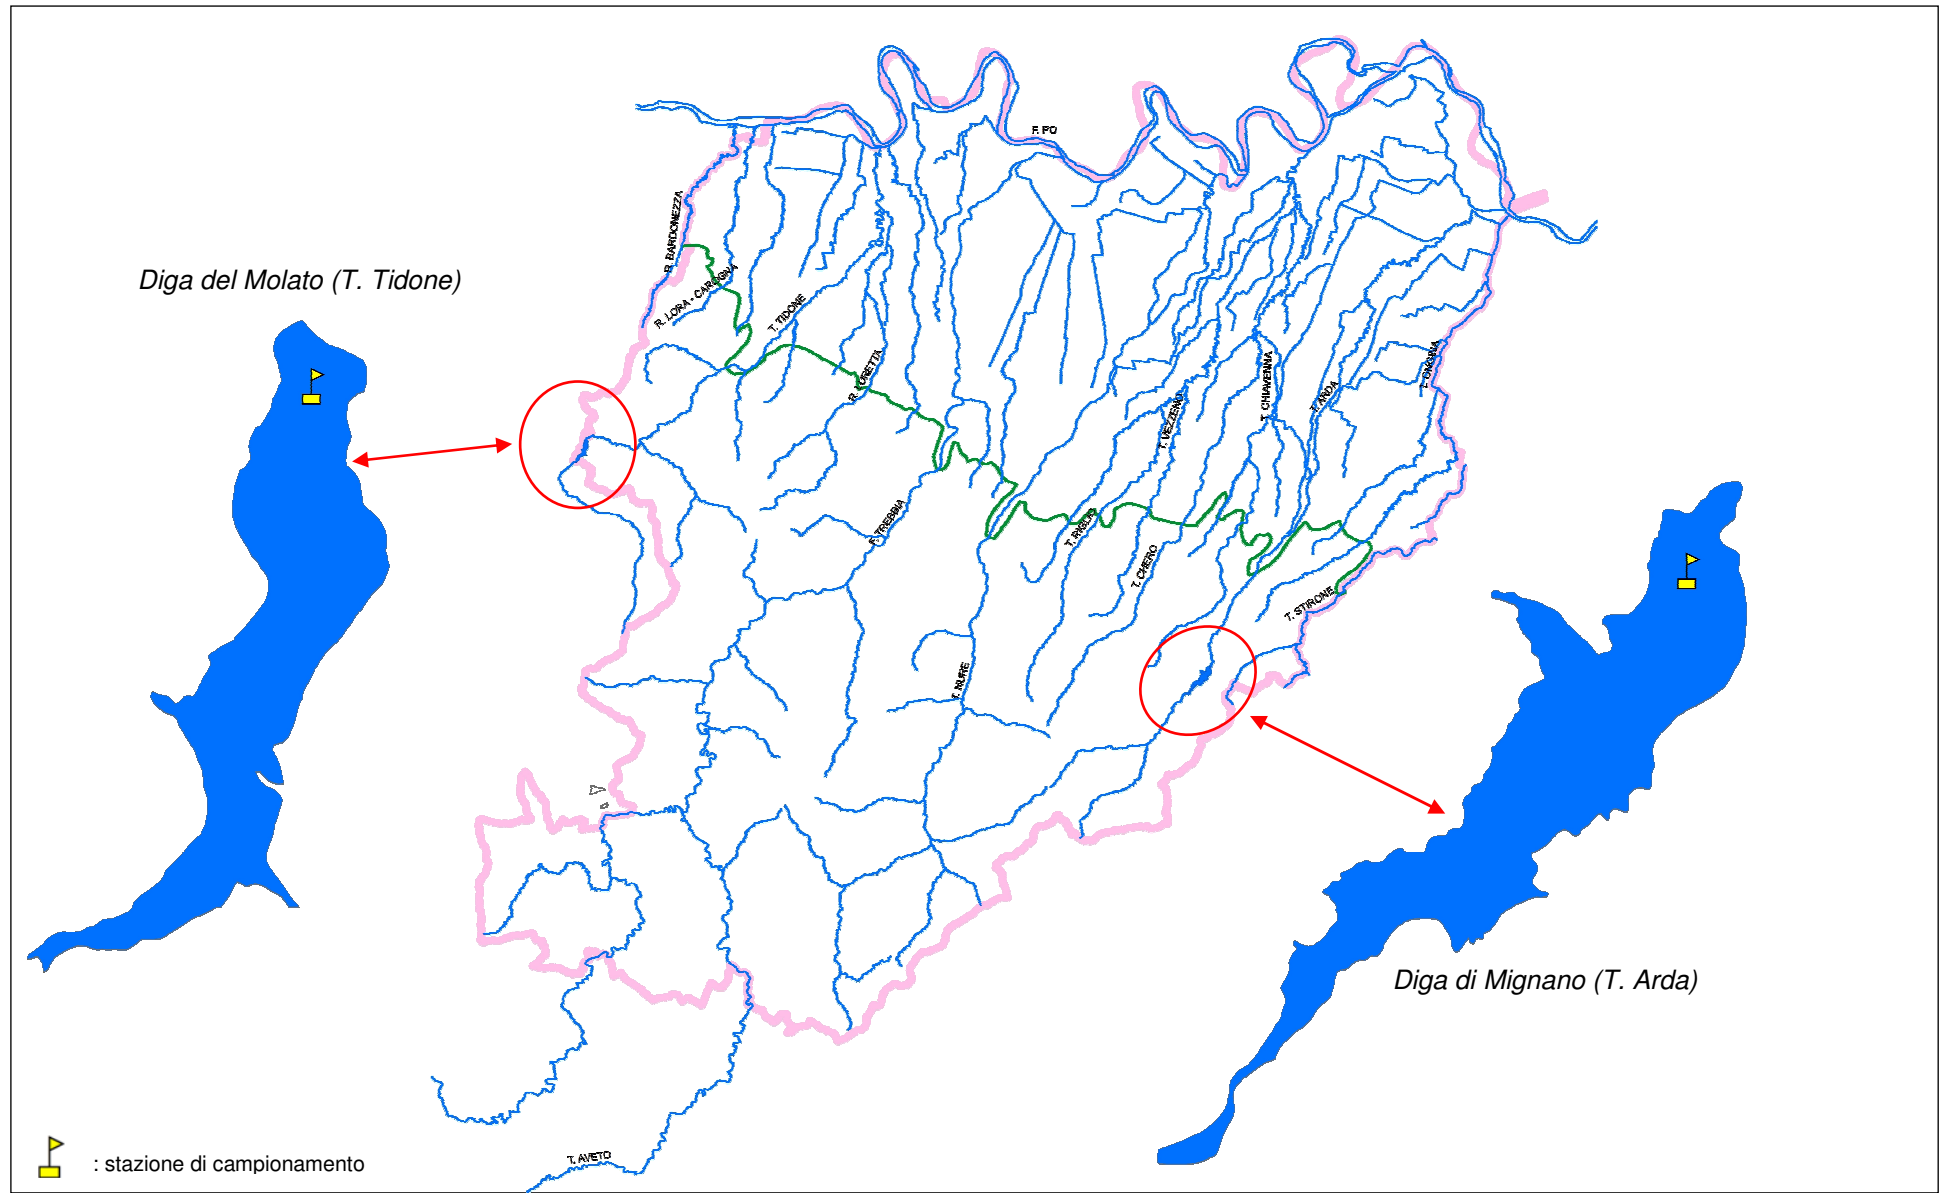 F. PO
R. BARDONEZZA
Diga del Molato (T. Tidone)
R. LORA - CAROGNA
T. TIDONE
R. LORETTA
T. CHIAVENNA
T. ONGINA
T. ARDA
T. VEZZENO
F. TREBBIA
T. RIGLIO
T. CHERO
T. STIRONE
T. NURE
Diga di Mignano (T. Arda)
T. AVETO
: stazione di campionamento